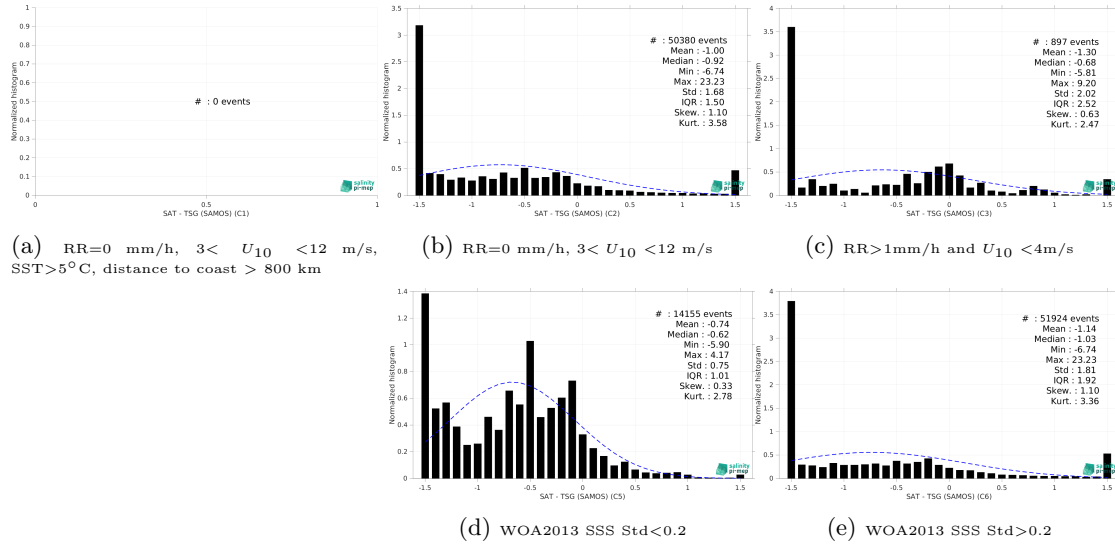 1
0.9
0.8
0.7
0.6
0.5
0.4
0.3
0.2
0.1
0
Normalized histogram
# : 0 events
salinity
pi-mep
0
0.5
1
SAT - TSG (SAMOS) (C1)
(a) RR=0 mm/h, 3< U10 <12 m/s,
SST>5°C, distance to coast > 800 km
3.5
3
2.5
2
1.5
1
0.5
0
Normalized histogram
# : 50380 events
Mean : -1.00
Median : -0.92
Min : -6.74
Max : 23.23
Std : 1.68
IQR : 1.50
Skew. : 1.10
Kurt. : 3.58
salinity
pi-mep
-1.5 -1 -0.5 0 0.5 1 1.5
SAT - TSG (SAMOS) (C2)
(b) RR=0 mm/h, 3< U10 <12 m/s
4
3.5
3
2.5
2
1.5
1
0.5
0
Normalized histogram
# : 897 events
Mean : -1.30
Median : -0.68
Min : -5.81
Max : 9.20
Std : 2.02
IQR : 2.52
Skew. : 0.63
Kurt. : 2.47
salinity
pi-mep
-1.5 -1 -0.5 0 0.5 1 1.5
SAT - TSG (SAMOS) (C3)
(c) RR>1mm/h and U10 <4m/s
1.4
1.2
1
0.8
0.6
0.4
0.2
0
Normalized histogram
# : 14155 events
Mean : -0.74
Median : -0.62
Min : -5.90
Max : 4.17
Std : 0.75
IQR : 1.01
Skew. : 0.33
Kurt. : 2.78
salinity
pi-mep
-1.5 -1 -0.5 0 0.5 1 1.5
SAT - TSG (SAMOS) (C5)
(d) WOA2013 SSS Std<0.2
4
3.5
3
2.5
2
1.5
1
0.5
0
Normalized histogram
# : 51924 events
Mean : -1.14
Median : -1.03
Min : -6.74
Max : 23.23
Std : 1.81
IQR : 1.92
Skew. : 1.10
Kurt. : 3.36
salinity
pi-mep
-1.5 -1 -0.5 0 0.5 1 1.5
SAT - TSG (SAMOS) (C6)
(e) WOA2013 SSS Std>0.2